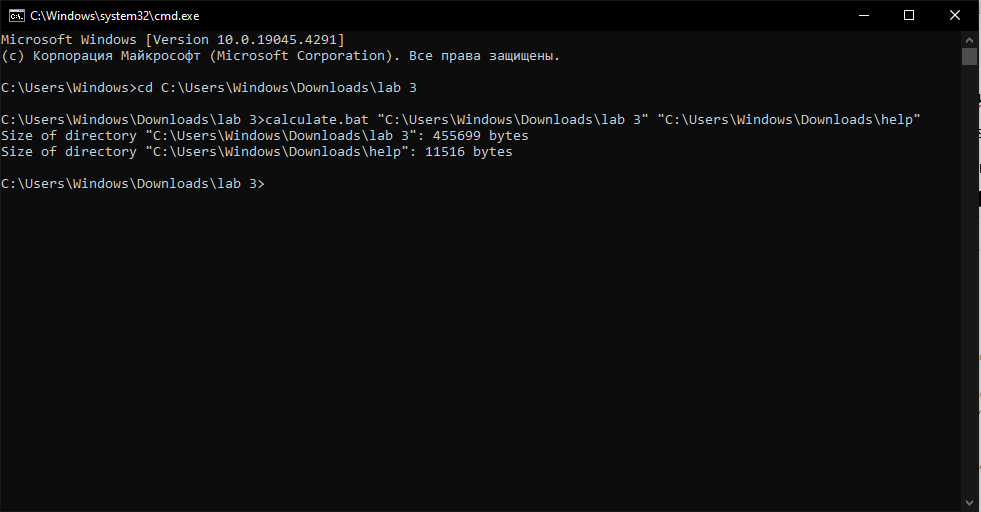 C:\Windows\system32\cmd.exe
Microsoft Windows [Version 10.0.19045.4291]
(c) Корпорация Майкрософт (Microsoft Corporation). Все права защищены.
C:\Users\Windows>cd C:\Users\Windows\Downloads\lab 3
C:\Users\Windows\Downloads\lab 3>calculate.bat "C:\Users\Windows\Downloads\lab 3" "C:\Users\Windows\Downloads\help"
Size of directory "C:\Users\Windows\Downloads\lab 3": 455699 bytes
Size of directory "C:\Users\Windows\Downloads\help": 11516 bytes
C:\Users\Windows\Downloads\lab 3>